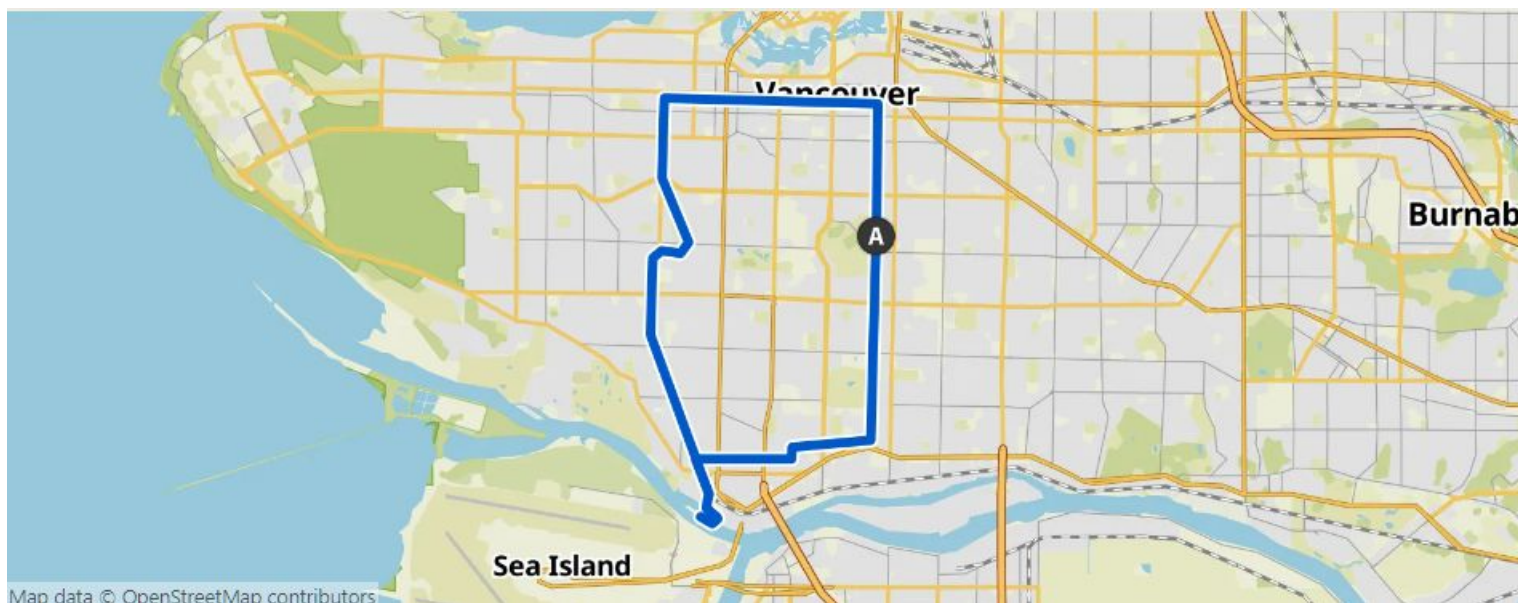 Vancouver
A
Burnab
Sea Island
Map data © OpenStreetMap contributors